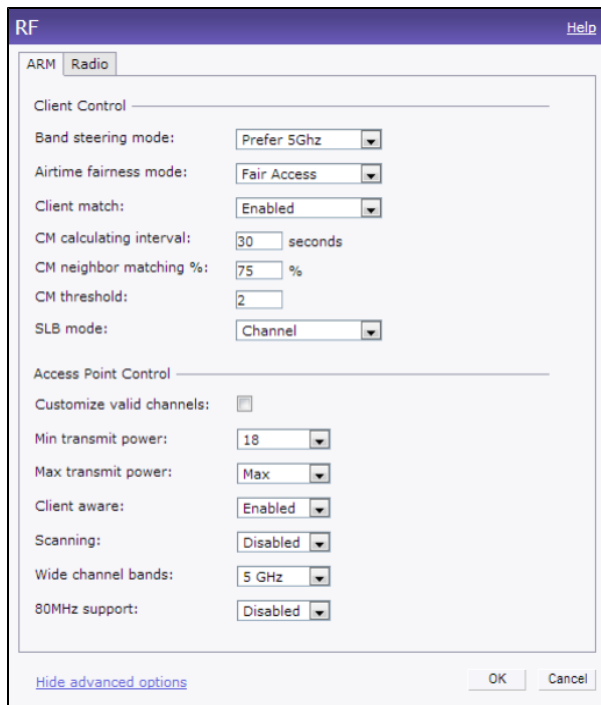 RF Help
ARM Radio
Client Control
Band steering mode: Prefer 5Ghz
Airtime fairness mode: Fair Access
Client match: Enabled
CM calculating interval: 30 seconds
CM neighbor matching %: 75 %
CM threshold: 2
SLB mode: Channel
Access Point Control
Customize valid channels:
Min transmit power: 18
Max transmit power: Max
Client aware: Enabled
Scanning: Disabled
Wide channel bands: 5 GHz
80MHz support: Disabled
Hide advanced options OK Cancel